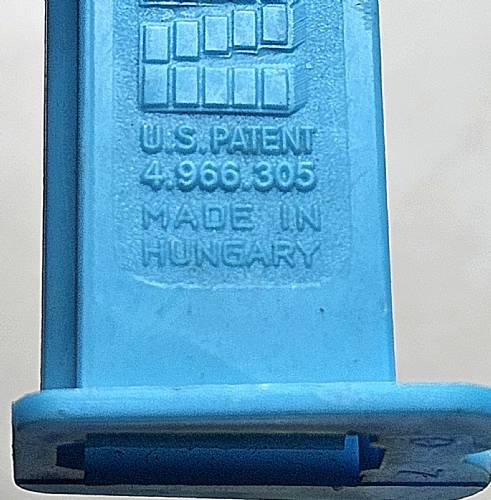 U.S. PATENT
4.966.305
MADE IN
HUNGARY